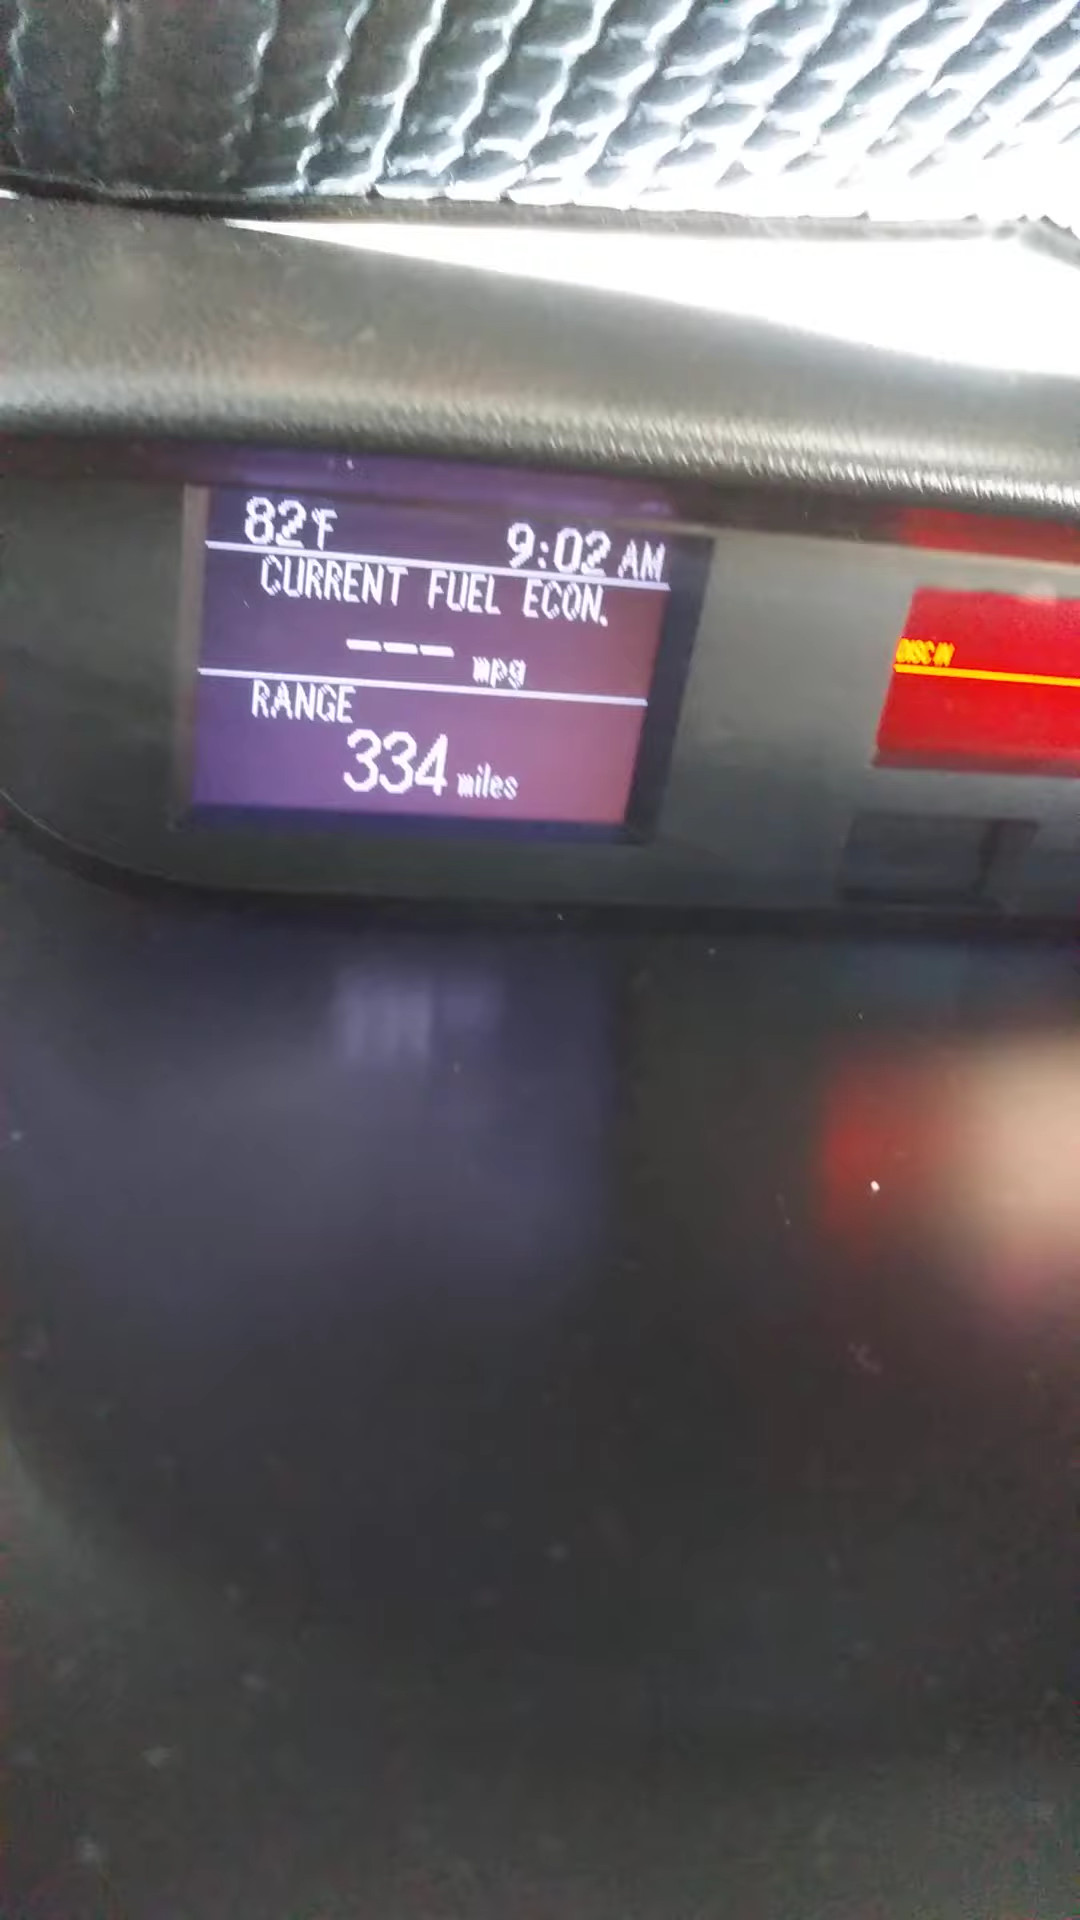 82°F 9:02 AM
CURRENT FUEL ECON.
--- mpg
RANGE
334 miles
DISC IN